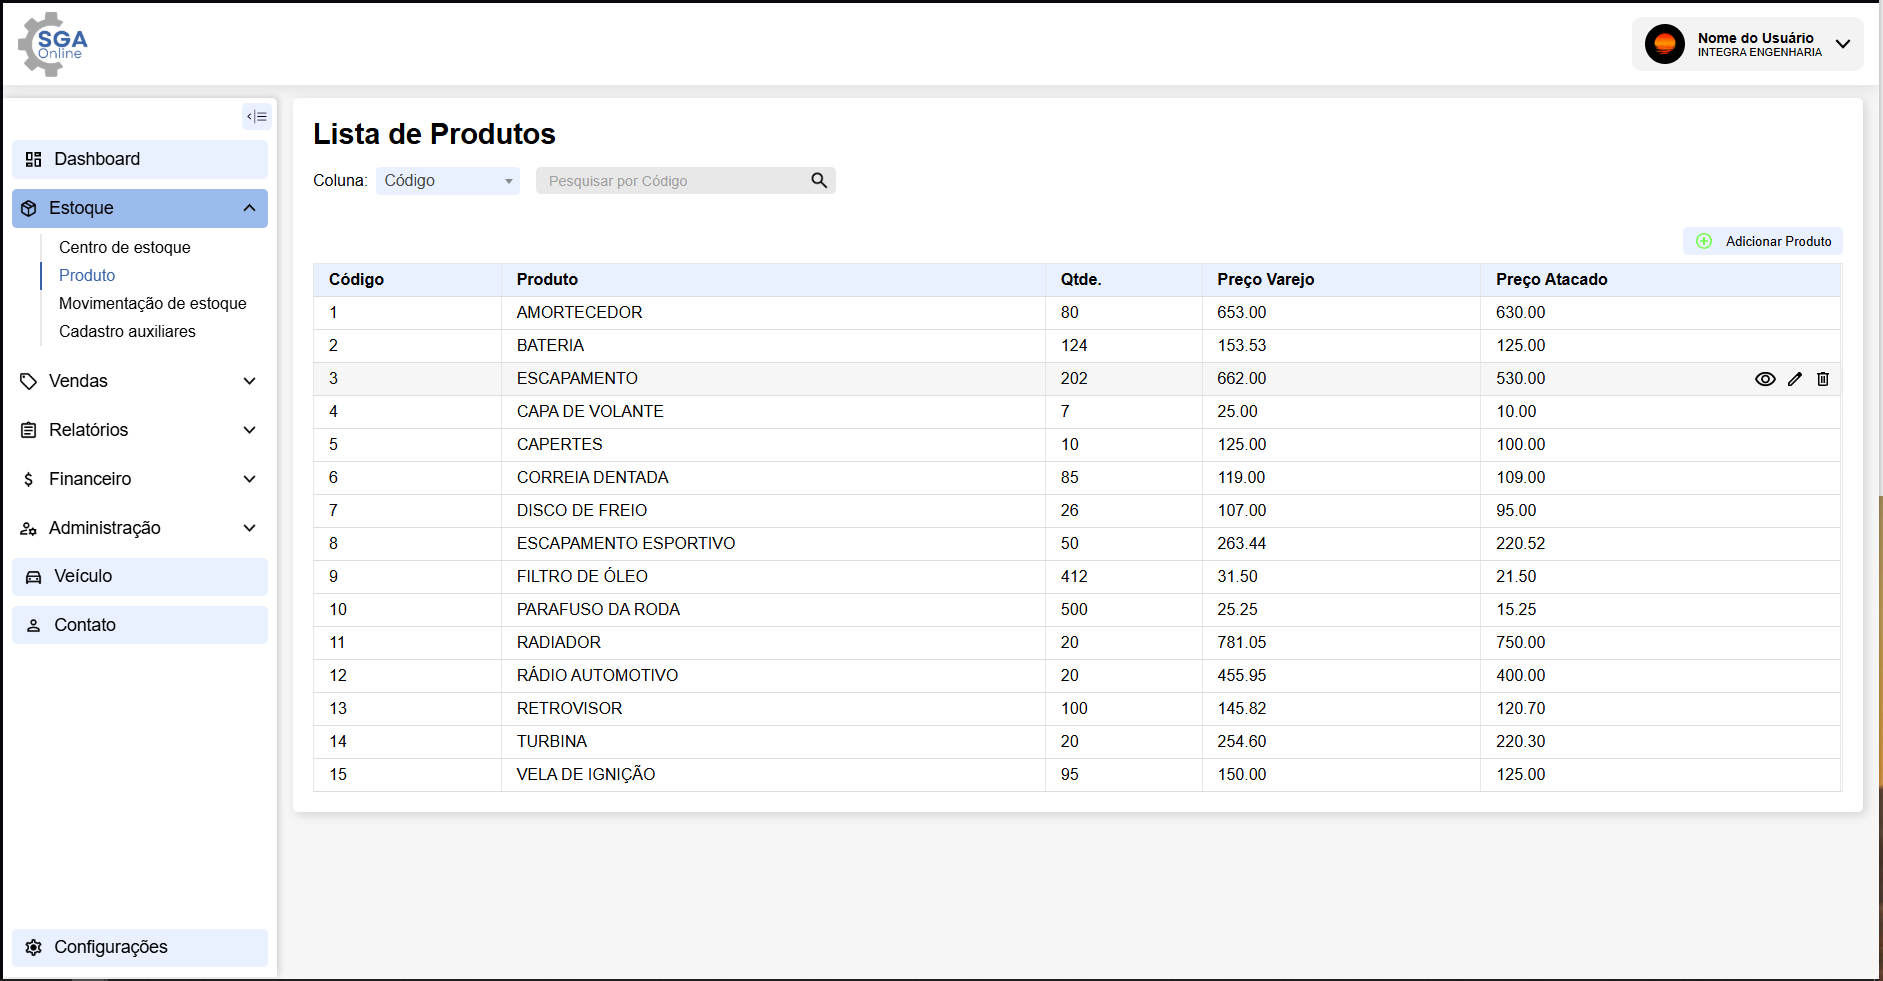 SGA
Online
Nome do Usuário
INTEGRA ENGENHARIA
Dashboard
Estoque
Centro de estoque
Produto
Movimentação de estoque
Cadastro auxiliares
Vendas
Relatórios
Financeiro
Administração
Veículo
Contato
Configurações
Lista de Produtos
Coluna: Código Pesquisar por Código
Adicionar Produto
Código Produto Qtde. Preço Varejo Preço Atacado
1 AMORTECEDOR 80 653.00 630.00
2 BATERIA 124 153.53 125.00
3 ESCAPAMENTO 202 662.00 530.00
4 CAPA DE VOLANTE 7 25.00 10.00
5 CAPERTES 10 125.00 100.00
6 CORREIA DENTADA 85 119.00 109.00
7 DISCO DE FREIO 26 107.00 95.00
8 ESCAPAMENTO ESPORTIVO 50 263.44 220.52
9 FILTRO DE ÓLEO 412 31.50 21.50
10 PARAFUSO DA RODA 500 25.25 15.25
11 RADIADOR 20 781.05 750.00
12 RÁDIO AUTOMOTIVO 20 455.95 400.00
13 RETROVISOR 100 145.82 120.70
14 TURBINA 20 254.60 220.30
15 VELA DE IGNIÇÃO 95 150.00 125.00